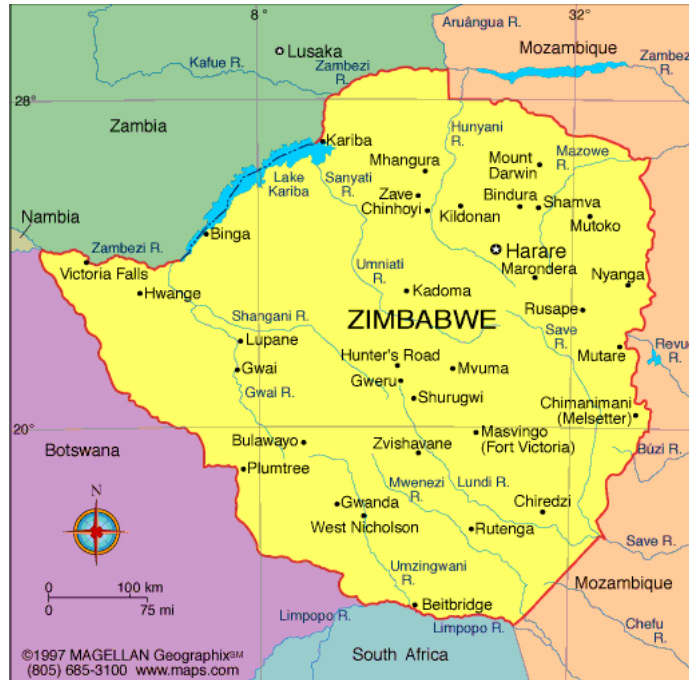 8°
32°
Aruângua R.
Lusaka
Mozambique
Kafue R.
Zambezi
R.
Zambez
R.
28°
Zambia
Kariba
Hunyani
R.
Mazowe
R.
Mhangura
Mount
Darwin
Lake
Kariba
Sanyati
R.
Zave
Bindura
Shamva
Chinhoyi
Kildonan
Mutoko
Nambia
Binga
Zambezi R.
Harare
Victoria Falls
Umniati
R.
Marondera
Nyanga
Hwange
Kadoma
Shangani R.
ZIMBABWE
Rusape
Save
R.
Lupane
Hunter's Road
Mutare
Revue
R.
Gwai
Mvuma
Gweru
Gwai R.
Shurugwi
Chimanimani
(Melsetter)
20°
Botswana
Bulawayo
Zvishavane
Masvingo
(Fort Victoria)
Búzi R.
Plumtree
Mwenezi
R.
Lundi R.
N
Gwanda
Chiredzi
West Nicholson
Rutenga
Save R.
0 100 km
0 75 mi
Umzingwani
R.
Mozambique
Beitbridge
Limpopo R.
Limpopo R.
Chefu
R.
©1997 MAGELLAN Geographix℠
(805) 685-3100 www.maps.com
South Africa